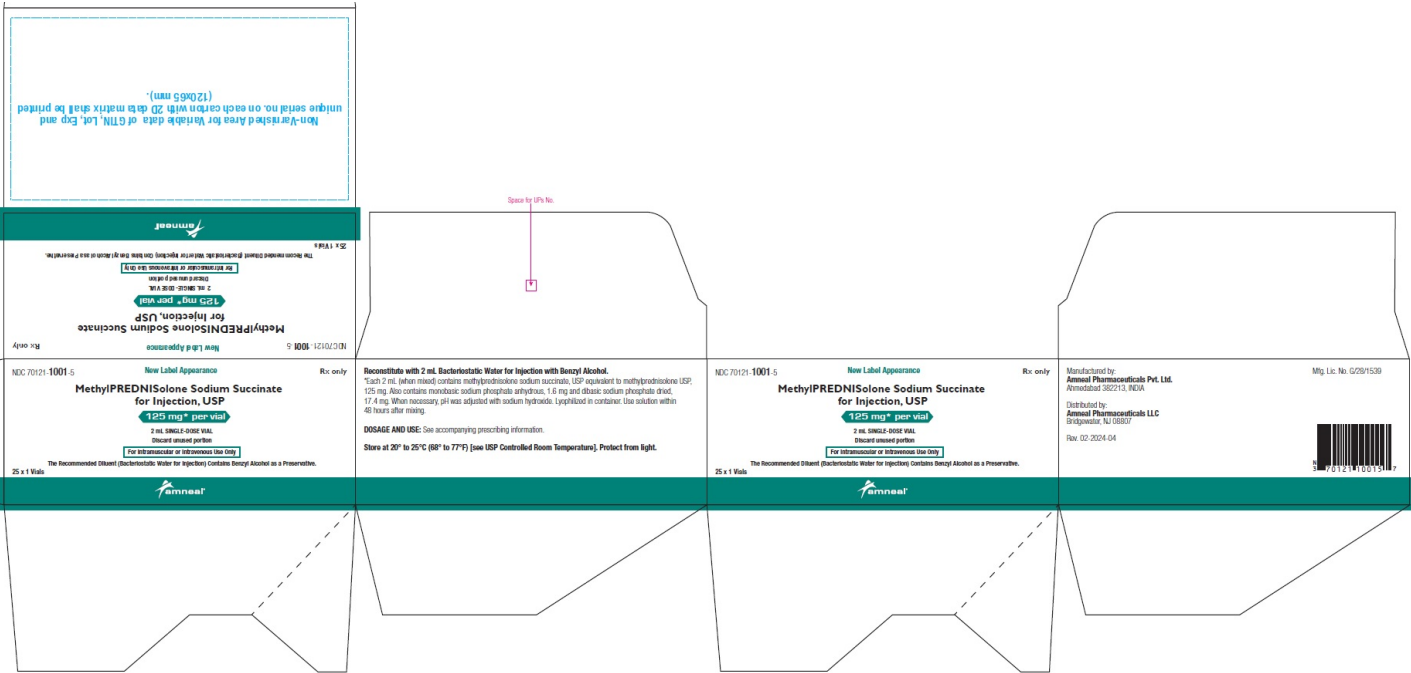 Non-Varnished Area for Variable data of GTIN, Lot, Exp and
unique serial no. on each carton with 2D data matrix shall be printed
(120x65 mm).
amneal
25 x 1 Vials
The Recommended Diluent (Bacteriostatic Water for Injection) Contains Benzyl Alcohol as a Preservative.
For Intramuscular or Intravenous Use Only
Discard unused portion
2 mL SINGLE-DOSE VIAL
125 mg* per vial
for Injection, USP
MethylPREDNISolone Sodium Succinate
NDC 70121-1001-5 New Label Appearance Rx only
Space for UPs No.
NDC 70121-1001-5 New Label Appearance Rx only
MethylPREDNISolone Sodium Succinate
for Injection, USP
125 mg* per vial
2 mL SINGLE-DOSE VIAL
Discard unused portion
For Intramuscular or Intravenous Use Only
The Recommended Diluent (Bacteriostatic Water for Injection) Contains Benzyl Alcohol as a Preservative.
25 x 1 Vials
amneal
Reconstitute with 2 mL Bacteriostatic Water for Injection with Benzyl Alcohol.
*Each 2 mL (when mixed) contains methylprednisolone sodium succinate, USP equivalent to methylprednisolone USP,
125 mg. Also contains monobasic sodium phosphate anhydrous, 1.6 mg and dibasic sodium phosphate dried,
17.4 mg. When necessary, pH was adjusted with sodium hydroxide. Lyophilized in container. Use solution within
48 hours after mixing.
DOSAGE AND USE: See accompanying prescribing information.
Store at 20° to 25°C (68° to 77°F) [see USP Controlled Room Temperature]. Protect from light.
NDC 70121-1001-5 New Label Appearance Rx only
MethylPREDNISolone Sodium Succinate
for Injection, USP
125 mg* per vial
2 mL SINGLE-DOSE VIAL
Discard unused portion
For Intramuscular or Intravenous Use Only
The Recommended Diluent (Bacteriostatic Water for Injection) Contains Benzyl Alcohol as a Preservative.
25 x 1 Vials
amneal
Manufactured by: Mfg. Lic. No. G/28/1539
Amneal Pharmaceuticals Pvt. Ltd.
Ahmedabad 382213, INDIA
Distributed by:
Amneal Pharmaceuticals LLC
Bridgewater, NJ 08807
Rev. 02-2024-04
N
3 70121 10015 7